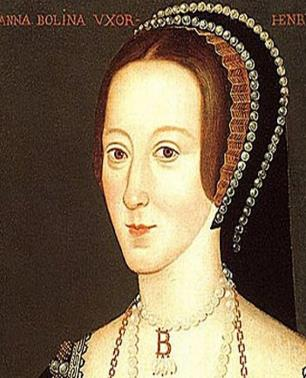 ANNA BOLINA VXOR- HENR
B